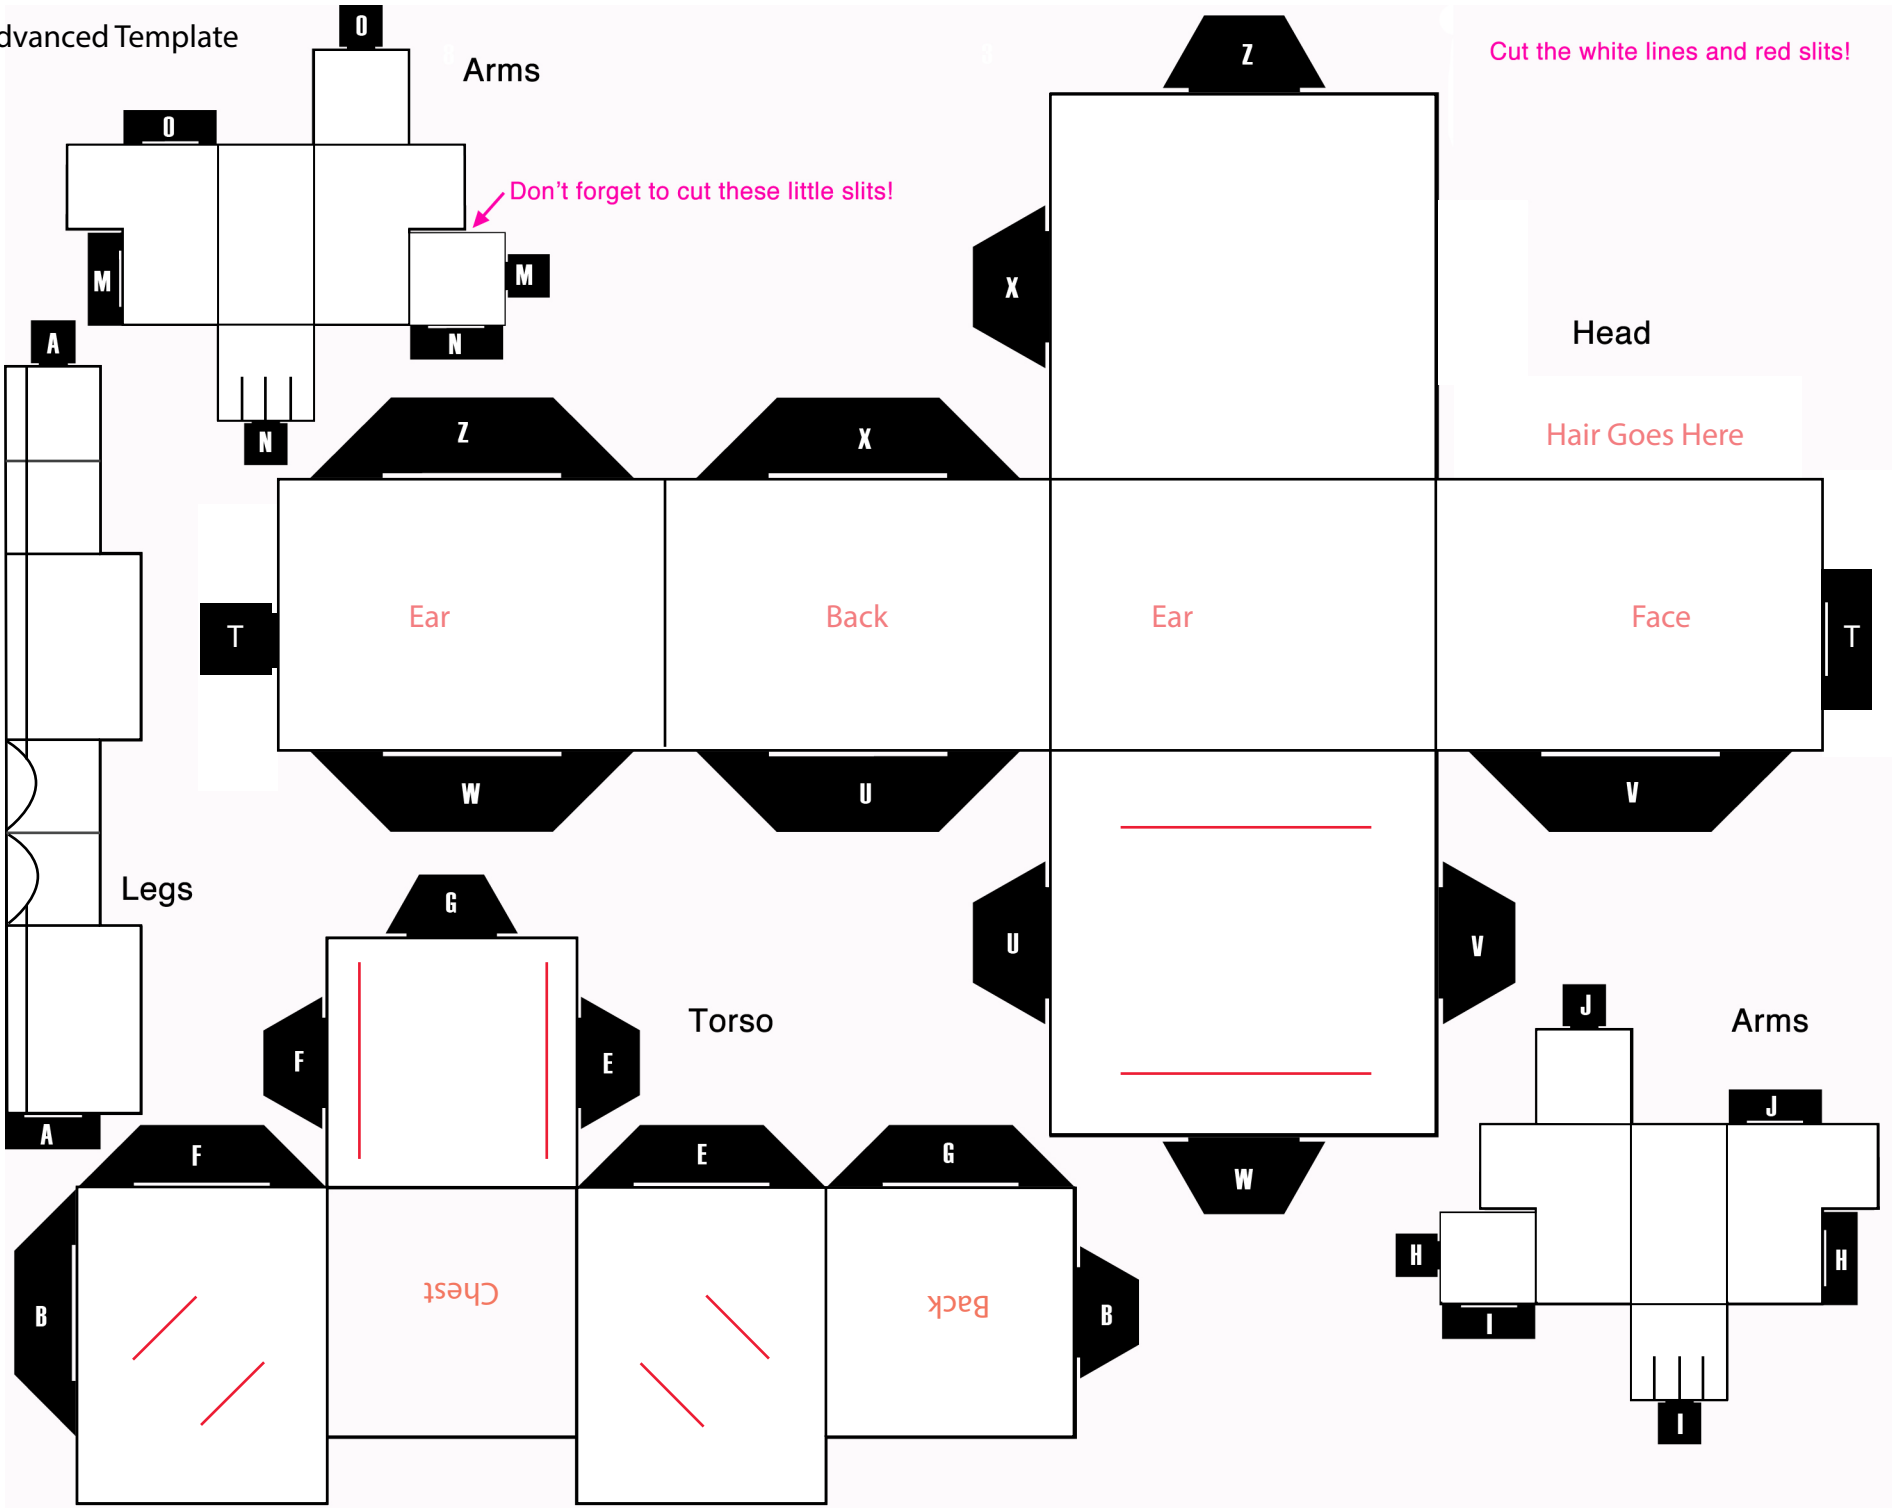 dvanced Template
O
Arms
Z
Cut the white lines and red slits!
O
Don't forget to cut these little slits!
M
M
N
X
A
Head
N
Z
X
Hair Goes Here
Ear
Back
Ear
Face
T
T
W
U
V
Legs
G
U
V
F
E
Torso
J
Arms
A
F
E
G
W
J
B
Chest
Back
B
H
H
I
I